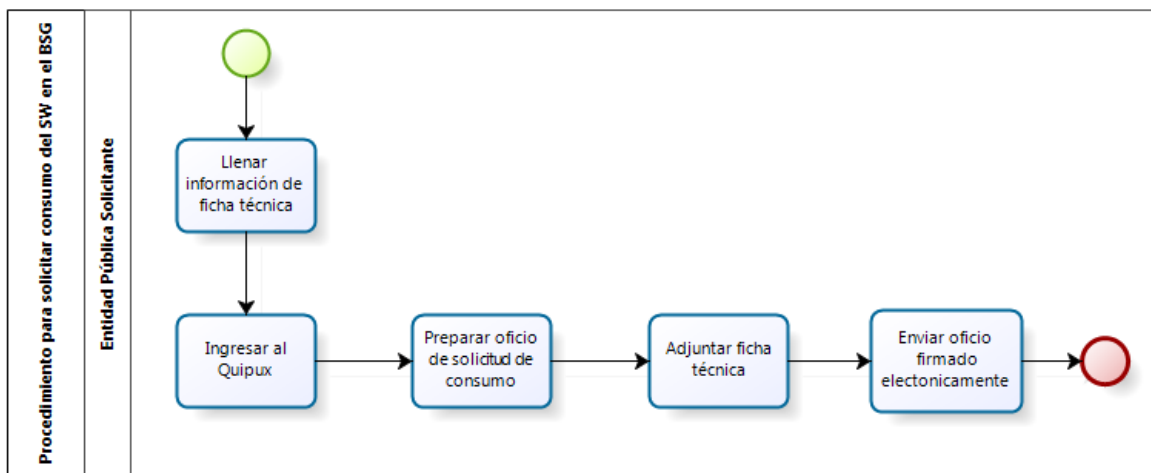 Procedimiento para solicitar consumo del SW en el BSG
Entidad Pública Solicitante
Llenar
información de
ficha técnica
Ingresar al
Quipux
Preparar oficio
de solicitud de
consumo
Adjuntar ficha
técnica
Enviar oficio
firmado
electonicamente